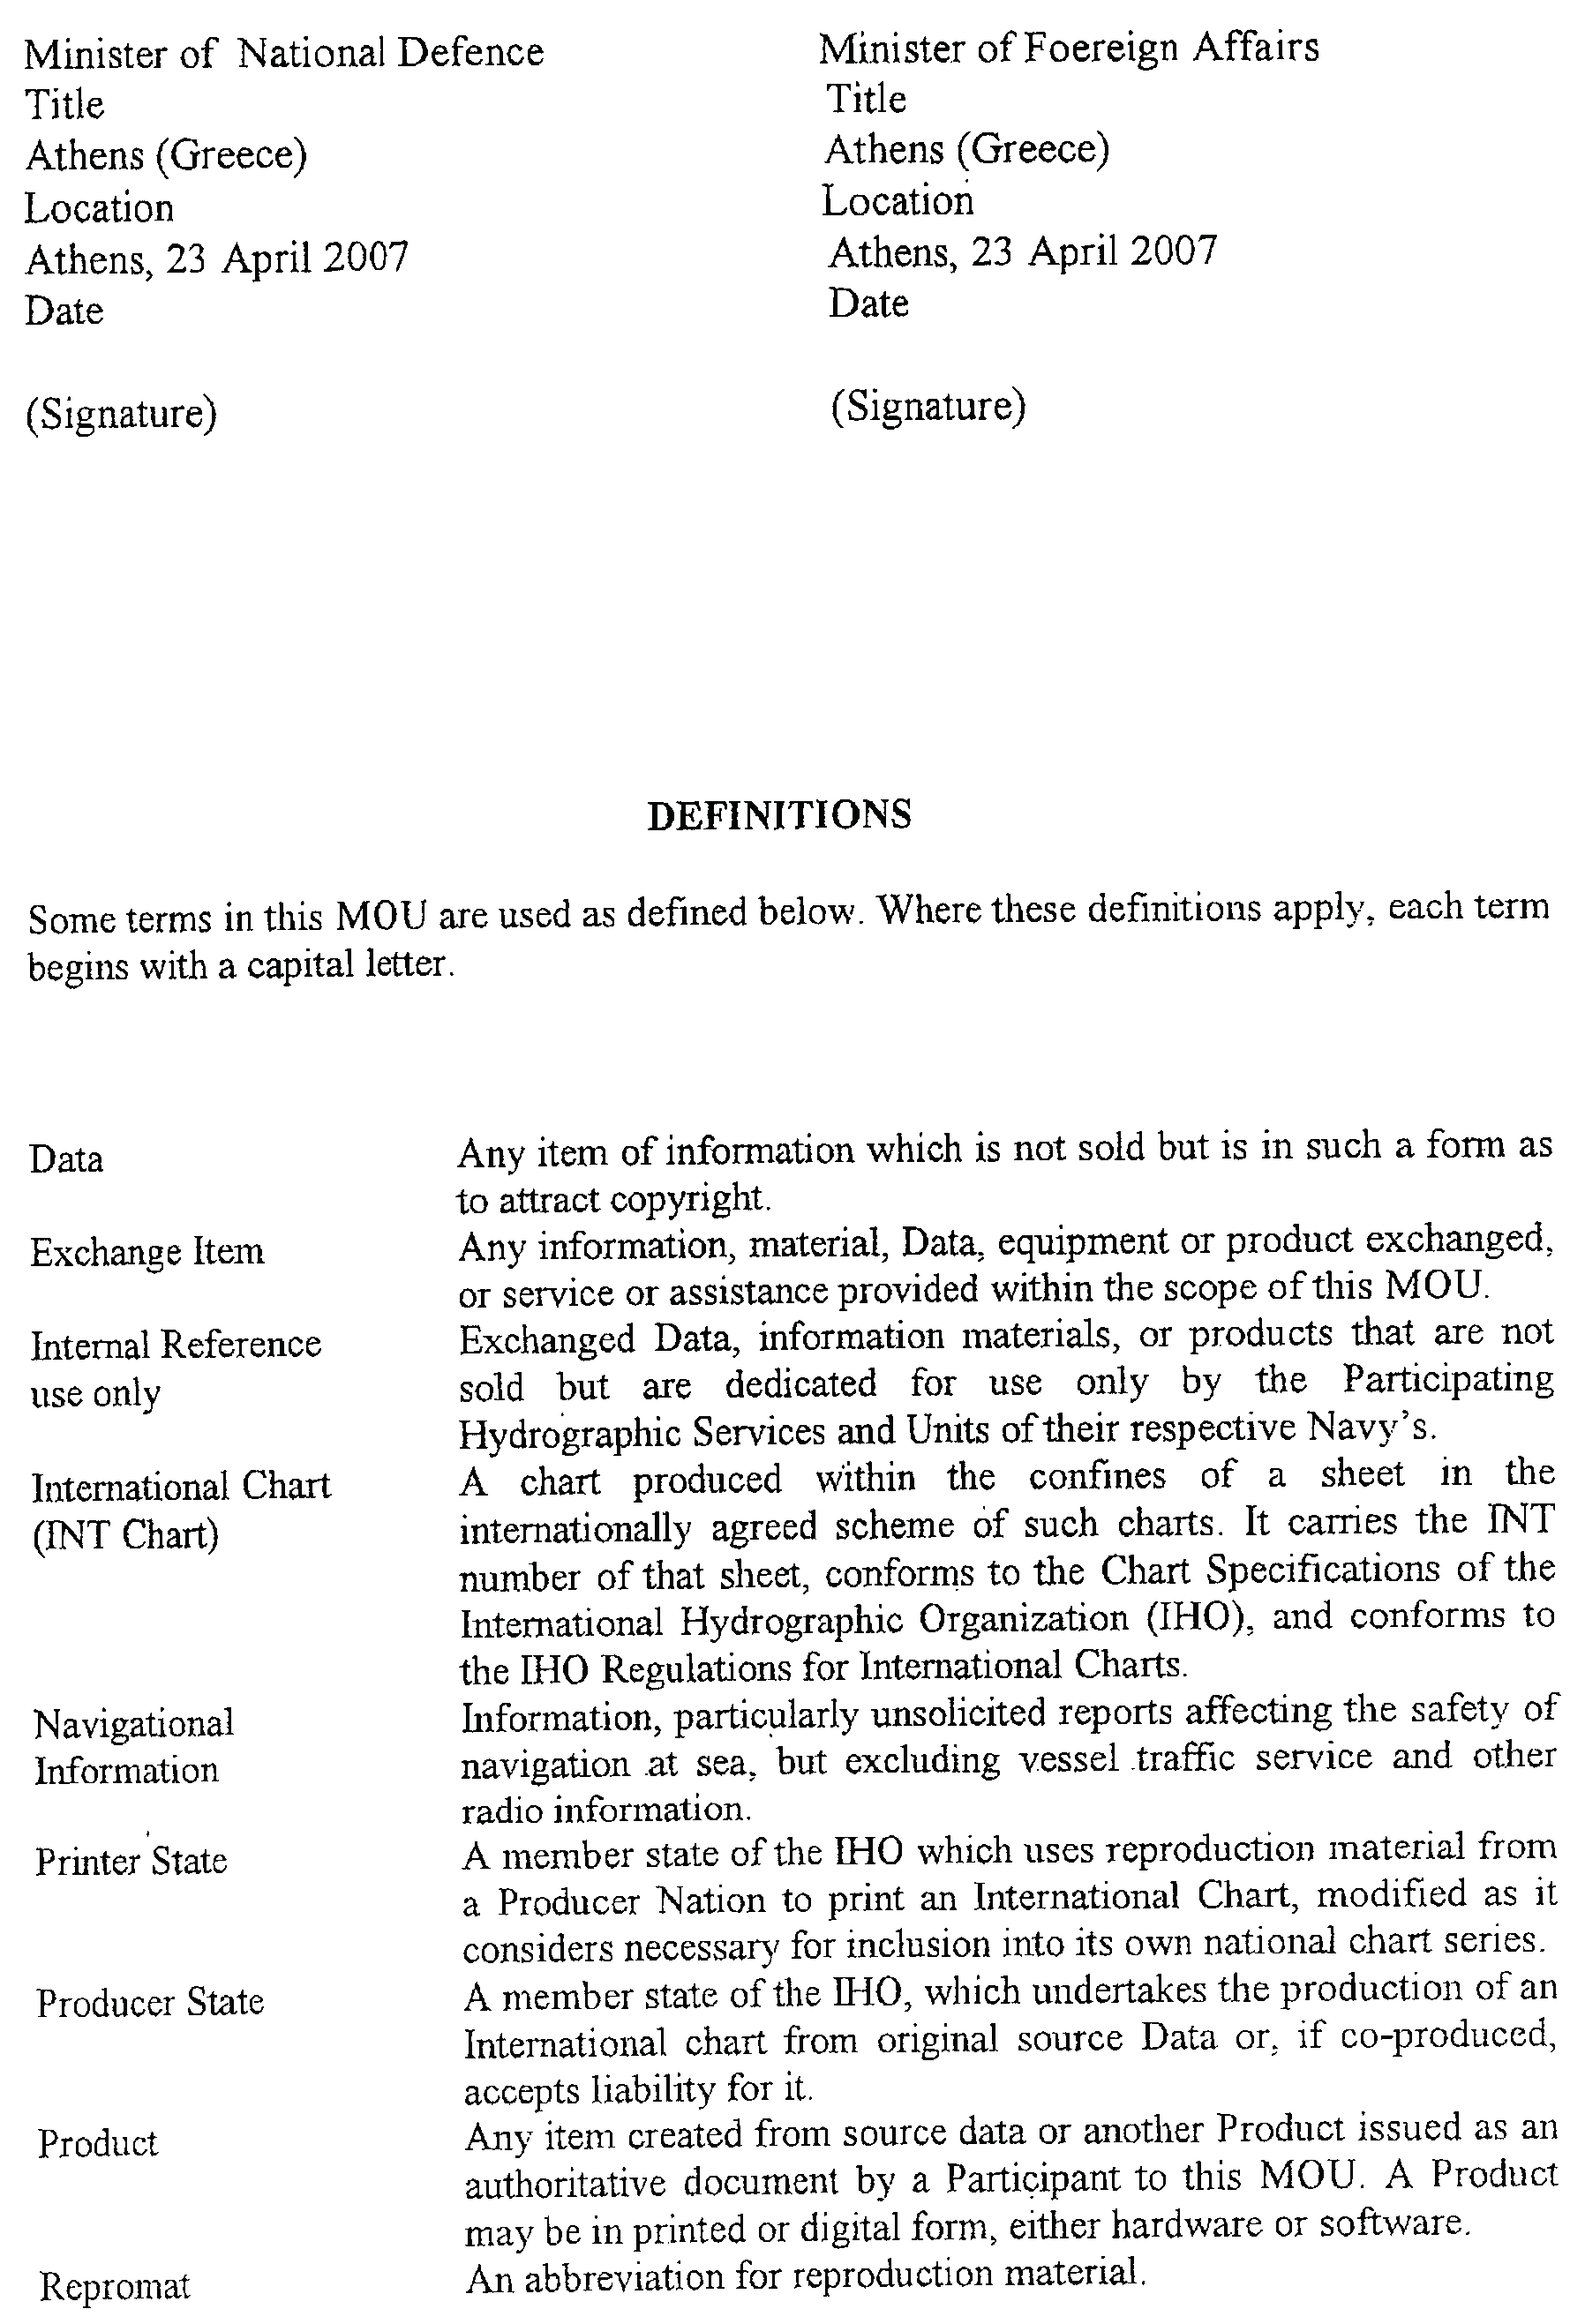 Minister of National Defence
Title
Athens (Greece)
Location
Athens, 23 April 2007
Date
(Signature)
Minister of Foereign Affairs
Title
Athens (Greece)
Location
Athens, 23 April 2007
Date
(Signature)
DEFINITIONS
Some terms in this MOU are used as defined below. Where these definitions apply, each term
begins with a capital letter.
Data
Any item of information which is not sold but is in such a form as
to attract copyright.
Exchange Item
Any information, material, Data, equipment or product exchanged,
or service or assistance provided within the scope of this MOU.
Internal Reference
use only
Exchanged Data, information materials, or products that are not
sold but are dedicated for use only by the Participating
Hydrographic Services and Units of their respective Navy's.
International Chart
(INT Chart)
A chart produced within the confines of a sheet in the
internationally agreed scheme of such charts. It carries the INT
number of that sheet, conforms to the Chart Specifications of the
International Hydrographic Organization (IHO), and conforms to
the IHO Regulations for International Charts.
Navigational
Information
Information, particularly unsolicited reports affecting the safety of
navigation at sea, but excluding vessel traffic service and other
radio information.
Printer State
A member state of the IHO which uses reproduction material from
a Producer Nation to print an International Chart, modified as it
considers necessary for inclusion into its own national chart series.
Producer State
A member state of the IHO, which undertakes the production of an
International chart from original source Data or, if co-produced,
accepts liability for it.
Product
Any item created from source data or another Product issued as an
authoritative document by a Participant to this MOU. A Product
may be in printed or digital form, either hardware or software.
Repromat
An abbreviation for reproduction material.